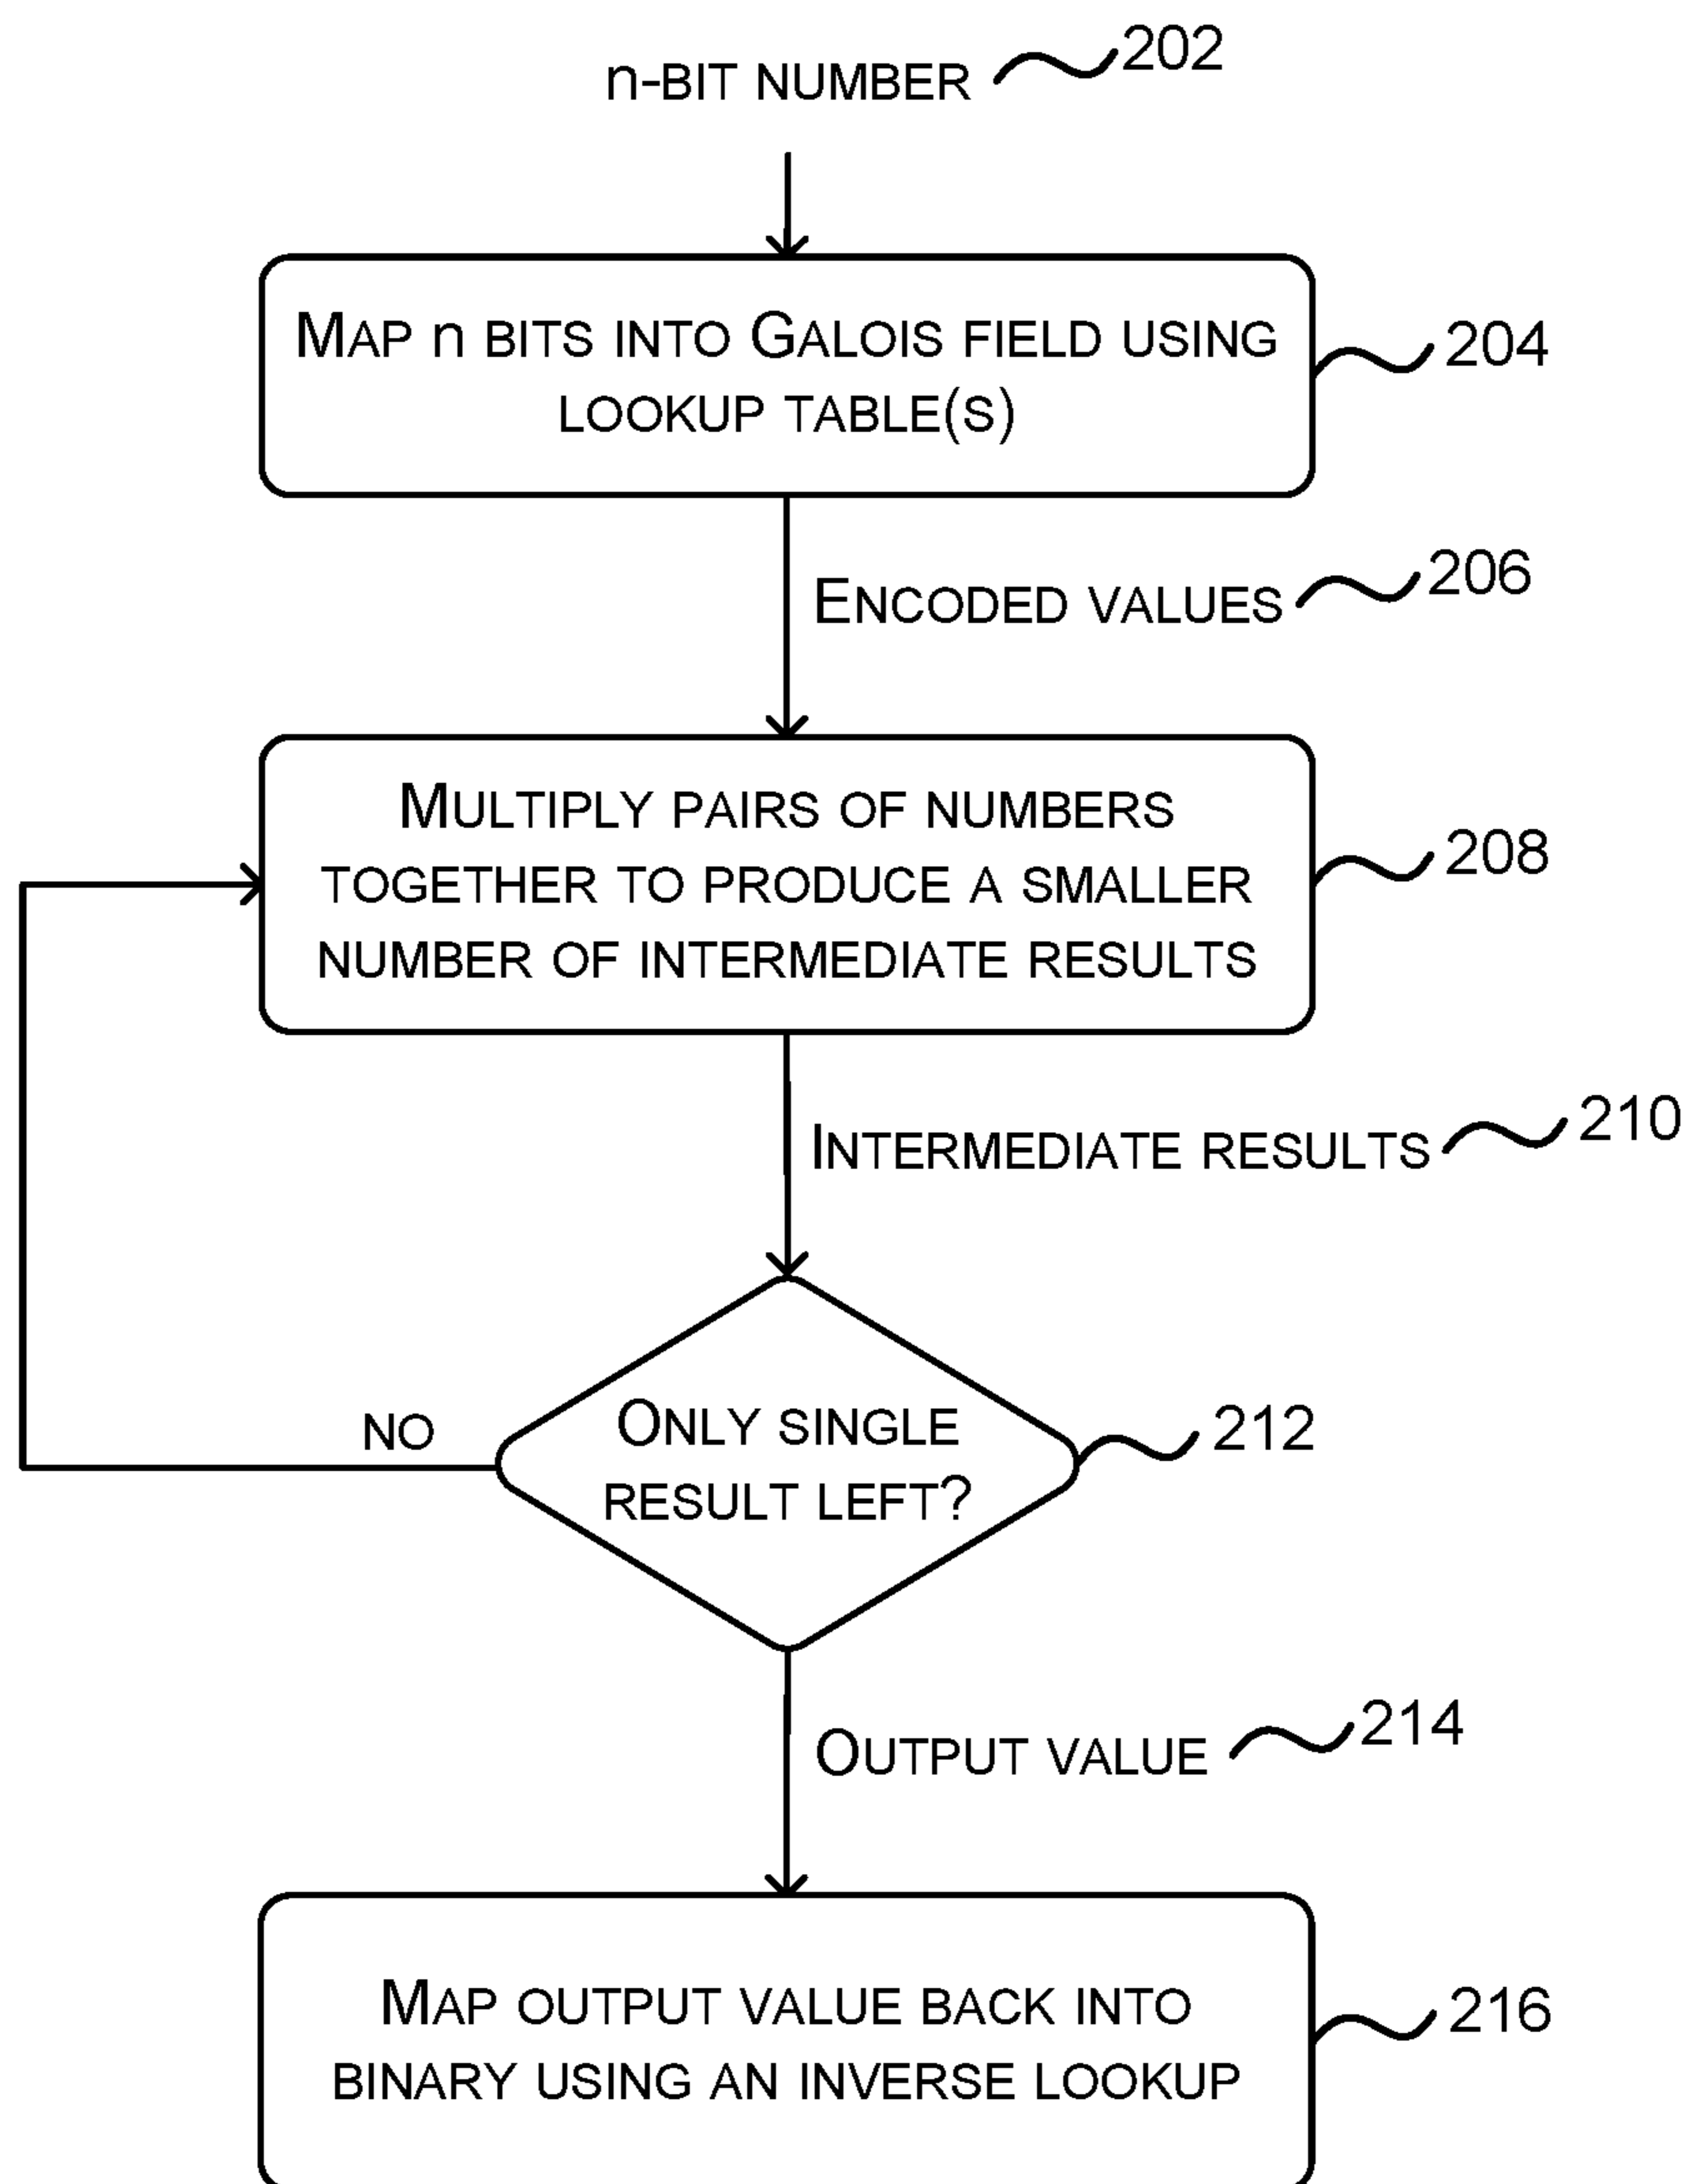 n-BIT NUMBER 202
MAP n BITS INTO GALOIS FIELD USING
LOOKUP TABLE(S)
204
ENCODED VALUES 206
MULTIPLY PAIRS OF NUMBERS
TOGETHER TO PRODUCE A SMALLER
NUMBER OF INTERMEDIATE RESULTS
208
INTERMEDIATE RESULTS 210
NO
ONLY SINGLE
RESULT LEFT?
212
OUTPUT VALUE 214
MAP OUTPUT VALUE BACK INTO
BINARY USING AN INVERSE LOOKUP
216